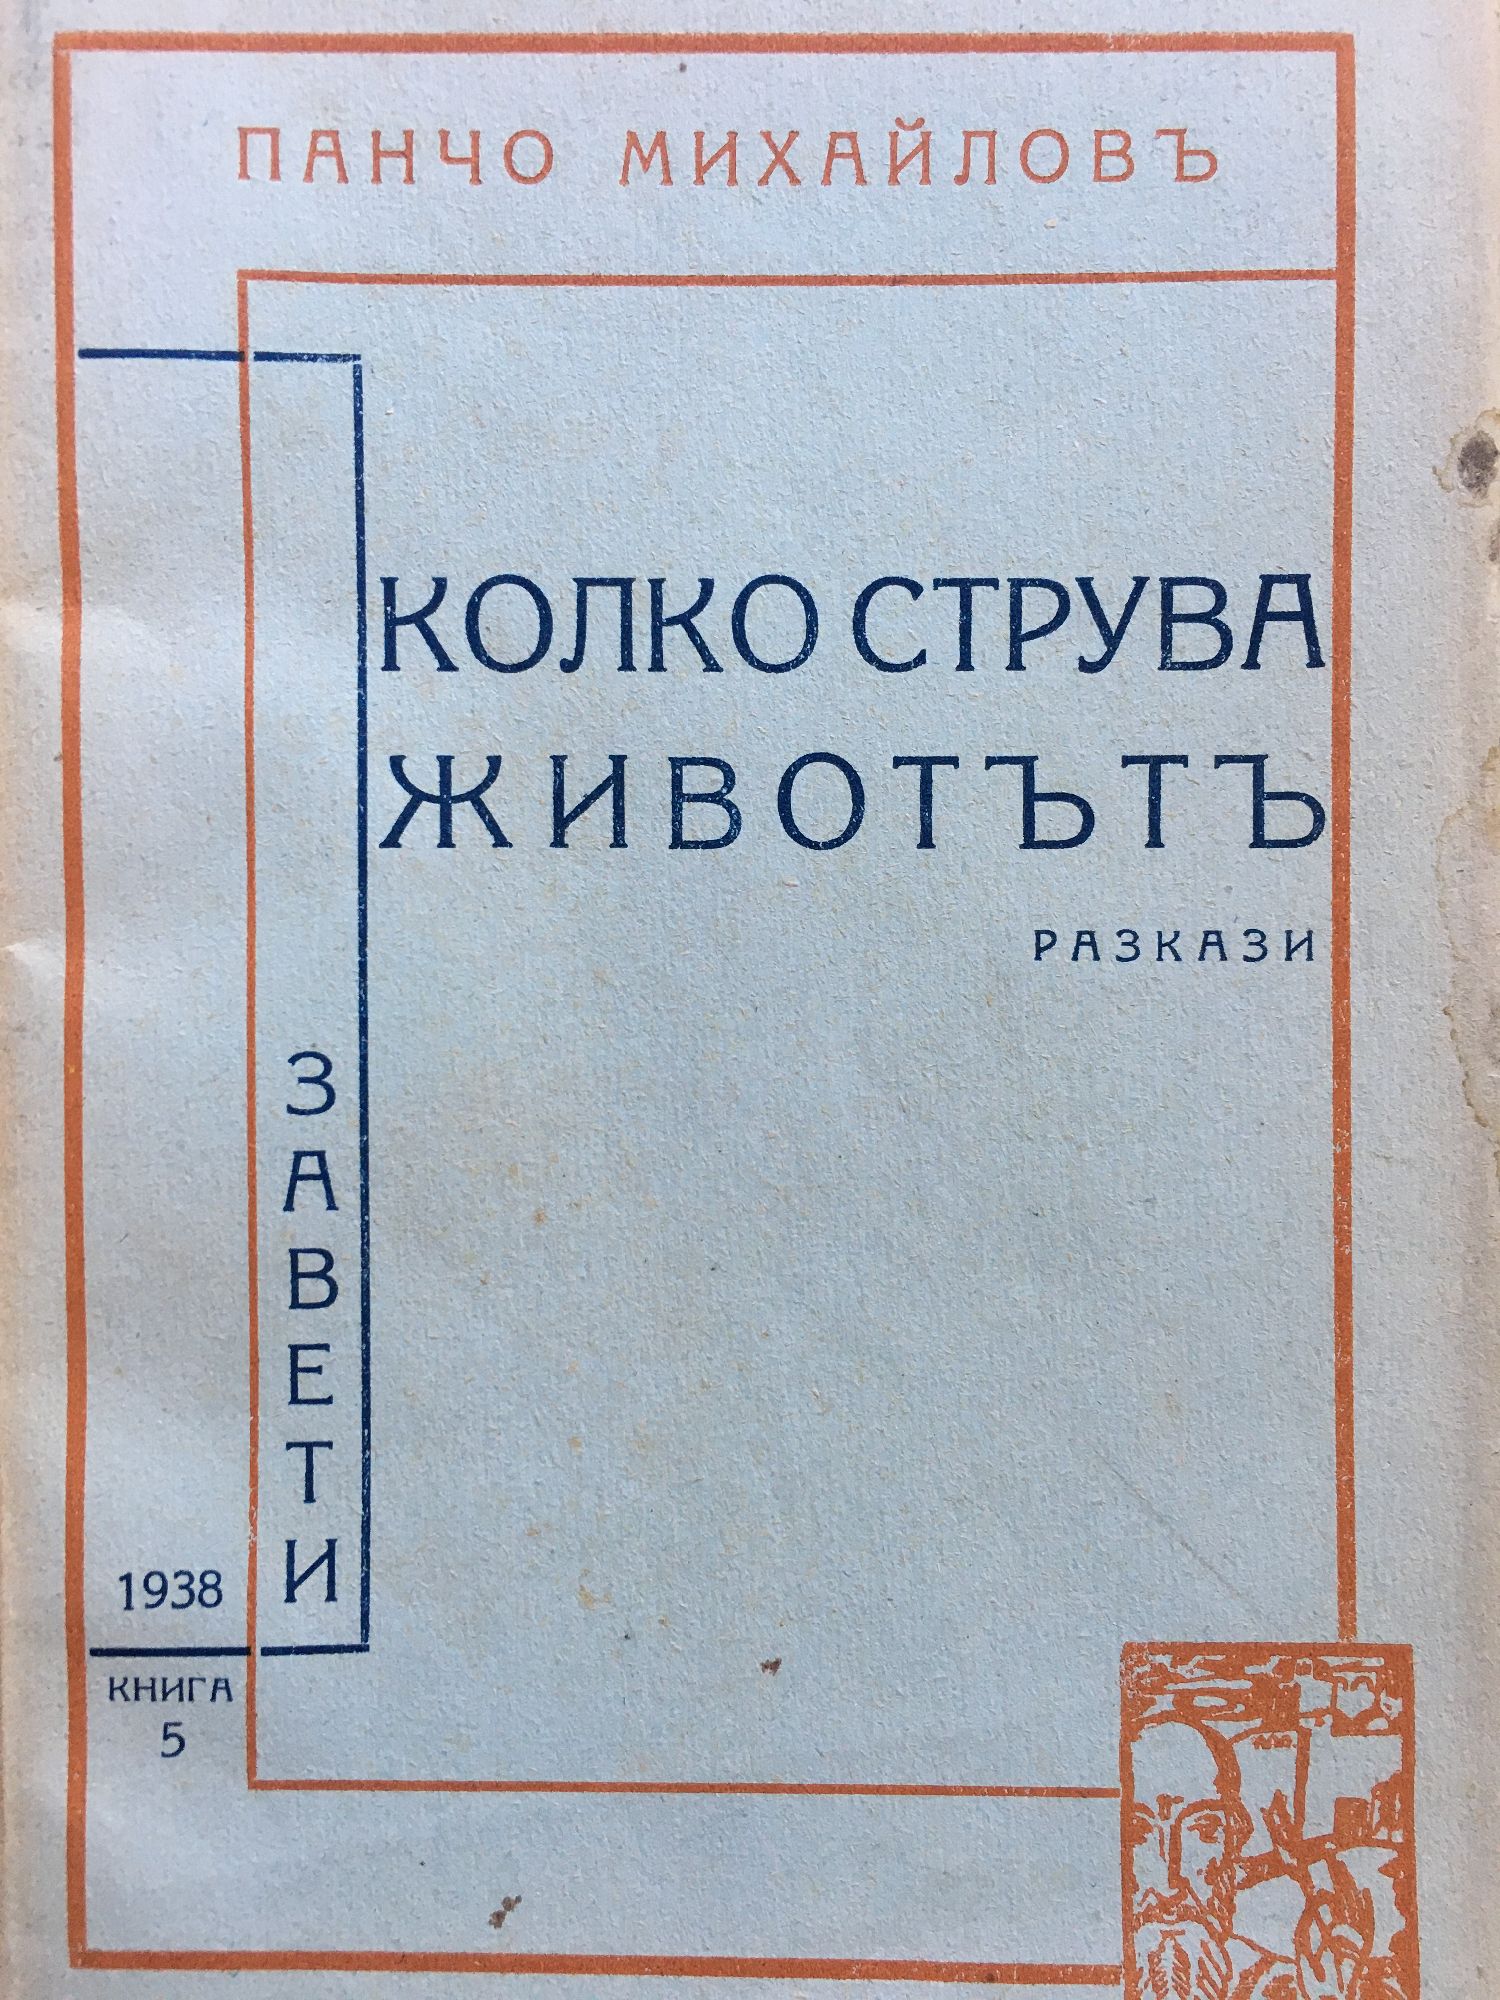 ПАНЧО МИХАЙЛОВЪ
КОЛКО СТРУВА
ЖИВОТЪТЪ
РАЗКАЗИ
ЗАВЕТИ
1938
КНИГА
5